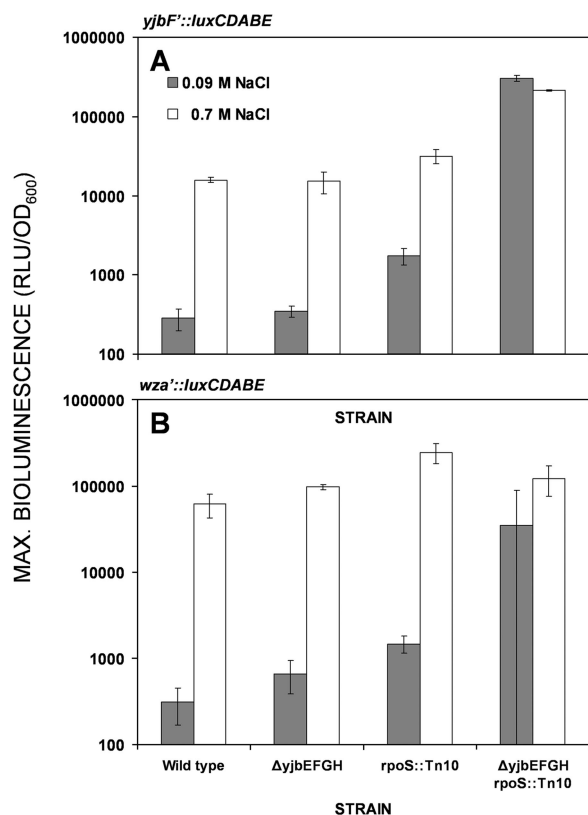 yjbF'::luxCDABE
MAX. BIOLUMINESCENCE (RLU/OD600)
1000000
A
0.09 M NaCl
0.7 M NaCl
100000
10000
1000
100
wza'::luxCDABE
1000000
STRAIN
B
100000
10000
1000
100
Wild type
ΔyjbEFGH
rpoS::Tn10
ΔyjbEFGH
rpoS::Tn10
STRAIN